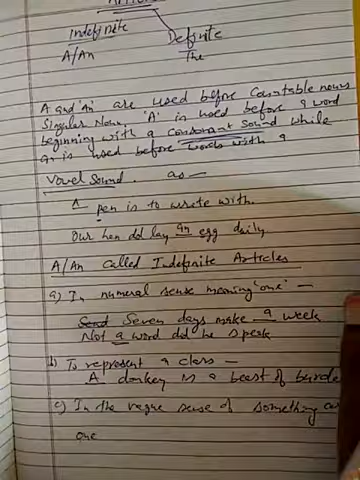 Indefinite Definite
A/An The
A and 'An' are used before Countable nouns
Singular Noun, 'A' is used before a word
beginning with a Consonant Sound while
an is used before words with a
Vowel Sound. as —
A pen is to write with.
Our hen did lay an egg daily
A/An called Indefinite Articles
a) In numeral sense meaning 'one' —
Seven days make a week
Not a word did he speak
b) To represent a class —
A donkey is a beast of burde
c) In the vague sense of something
one